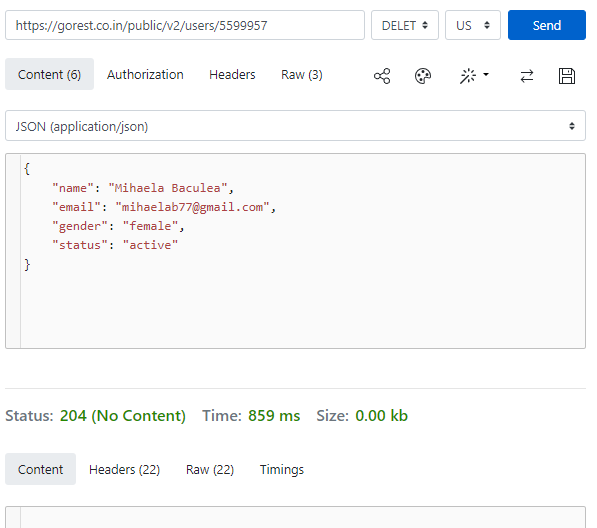 https://gorest.co.in/public/v2/users/5599957 DELET US Send
Content (6) Authorization Headers Raw (3)
JSON (application/json)
{
"name": "Mihaela Baculea",
"email": "mihaelab77@gmail.com",
"gender": "female",
"status": "active"
}
Status: 204 (No Content) Time: 859 ms Size: 0.00 kb
Content Headers (22) Raw (22) Timings